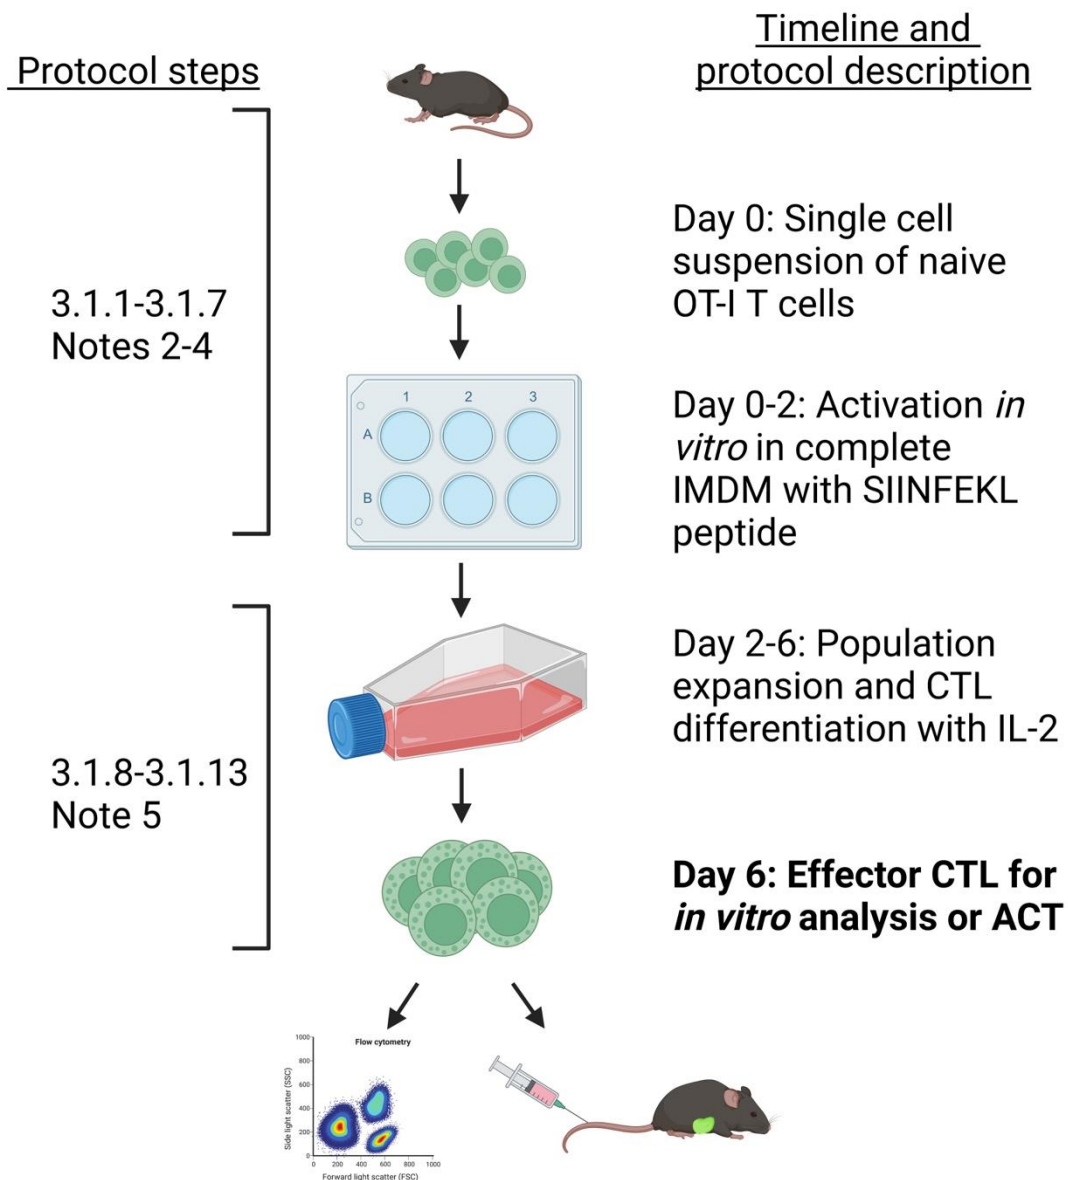 Protocol steps
Timeline and
protocol description
3.1.1-3.1.7
Notes 2-4
Day 0: Single cell
suspension of naive
OT-I T cells
1 2 3
A
B
Day 0-2: Activation in
vitro in complete
IMDM with SIINFEKL
peptide
3.1.8-3.1.13
Note 5
Day 2-6: Population
expansion and CTL
differentiation with IL-2
Day 6: Effector CTL for
in vitro analysis or ACT
Flow cytometry
Side light scatter (SSC)
1000
800
600
400
200
0
0 200 400 600 800 1000
Forward light scatter (FSC)